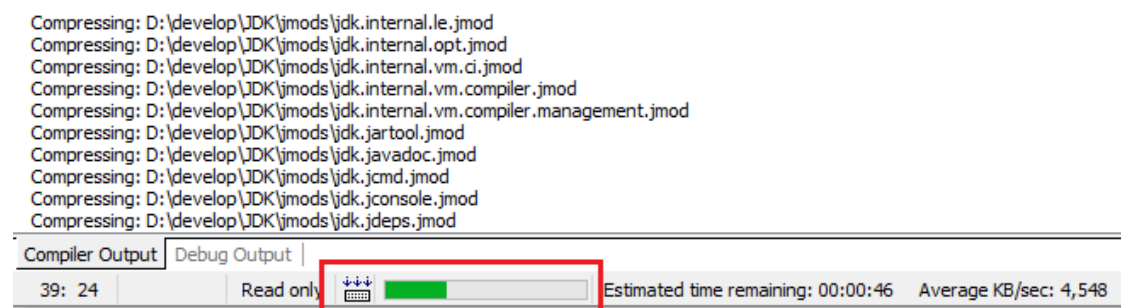 Compressing: D:\develop\JDK\jmods\jdk.internal.le.jmod
Compressing: D:\develop\JDK\jmods\jdk.internal.opt.jmod
Compressing: D:\develop\JDK\jmods\jdk.internal.vm.ci.jmod
Compressing: D:\develop\JDK\jmods\jdk.internal.vm.compiler.jmod
Compressing: D:\develop\JDK\jmods\jdk.internal.vm.compiler.management.jmod
Compressing: D:\develop\JDK\jmods\jdk.jartool.jmod
Compressing: D:\develop\JDK\jmods\jdk.javadoc.jmod
Compressing: D:\develop\JDK\jmods\jdk.jcmd.jmod
Compressing: D:\develop\JDK\jmods\jdk.jconsole.jmod
Compressing: D:\develop\JDK\jmods\jdk.jdeps.jmod
Compiler Output Debug Output
39: 24 Read only Estimated time remaining: 00:00:46 Average KB/sec: 4,548